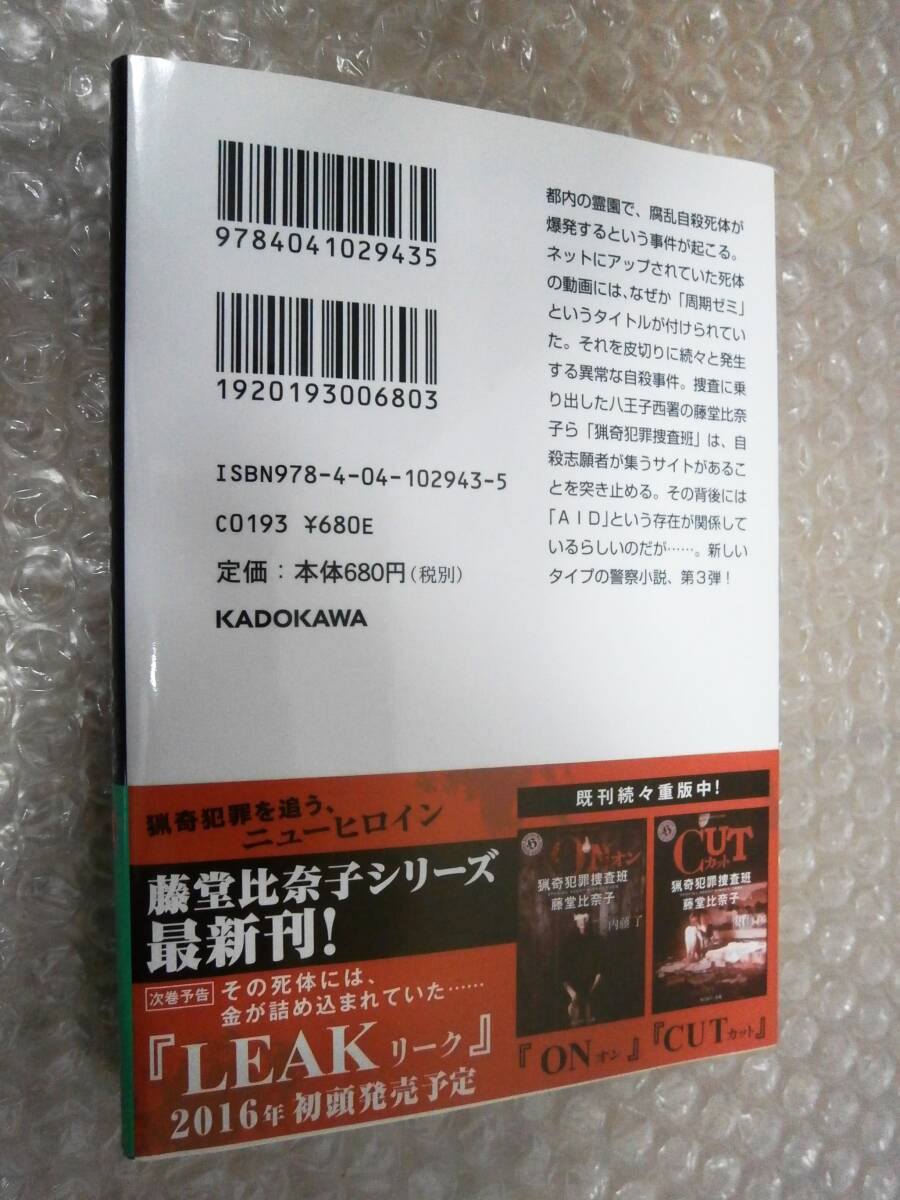 9784041029435
1920193006803
ISBN978-4-04-102943-5
C0193 ¥680E
定価：本体680円（税別）
KADOKAWA
都内の霊園で、腐乱自殺死体が
爆発するという事件が起こる。
ネットにアップされていた死体
の動画には、なぜか「周期ゼミ」
というタイトルが付けられてい
た。それを皮切りに続々と発生
する異常な自殺事件。捜査に乗
り出した八王子西署の藤堂比奈
子ら「猟奇犯罪捜査班」は、自
殺志願者が集うサイトがあるこ
とを突き止める。その背後には
「ＡＩＤ」という存在が関係して
いるらしいのだが……。新しい
タイプの警察小説、第３弾！
猟奇犯罪を追う、
ニューヒロイン
藤堂比奈子シリーズ
最新刊！
次巻予告 その死体には、
金が詰め込まれていた……
『LEAK リーク』
2016年 初頭発売予定
既刊続々重版中！
ON オン
猟奇犯罪捜査班
藤堂比奈子
内藤了
『ON オン』
CUT
カット
猟奇犯罪捜査班
藤堂比奈子
『CUT カット』